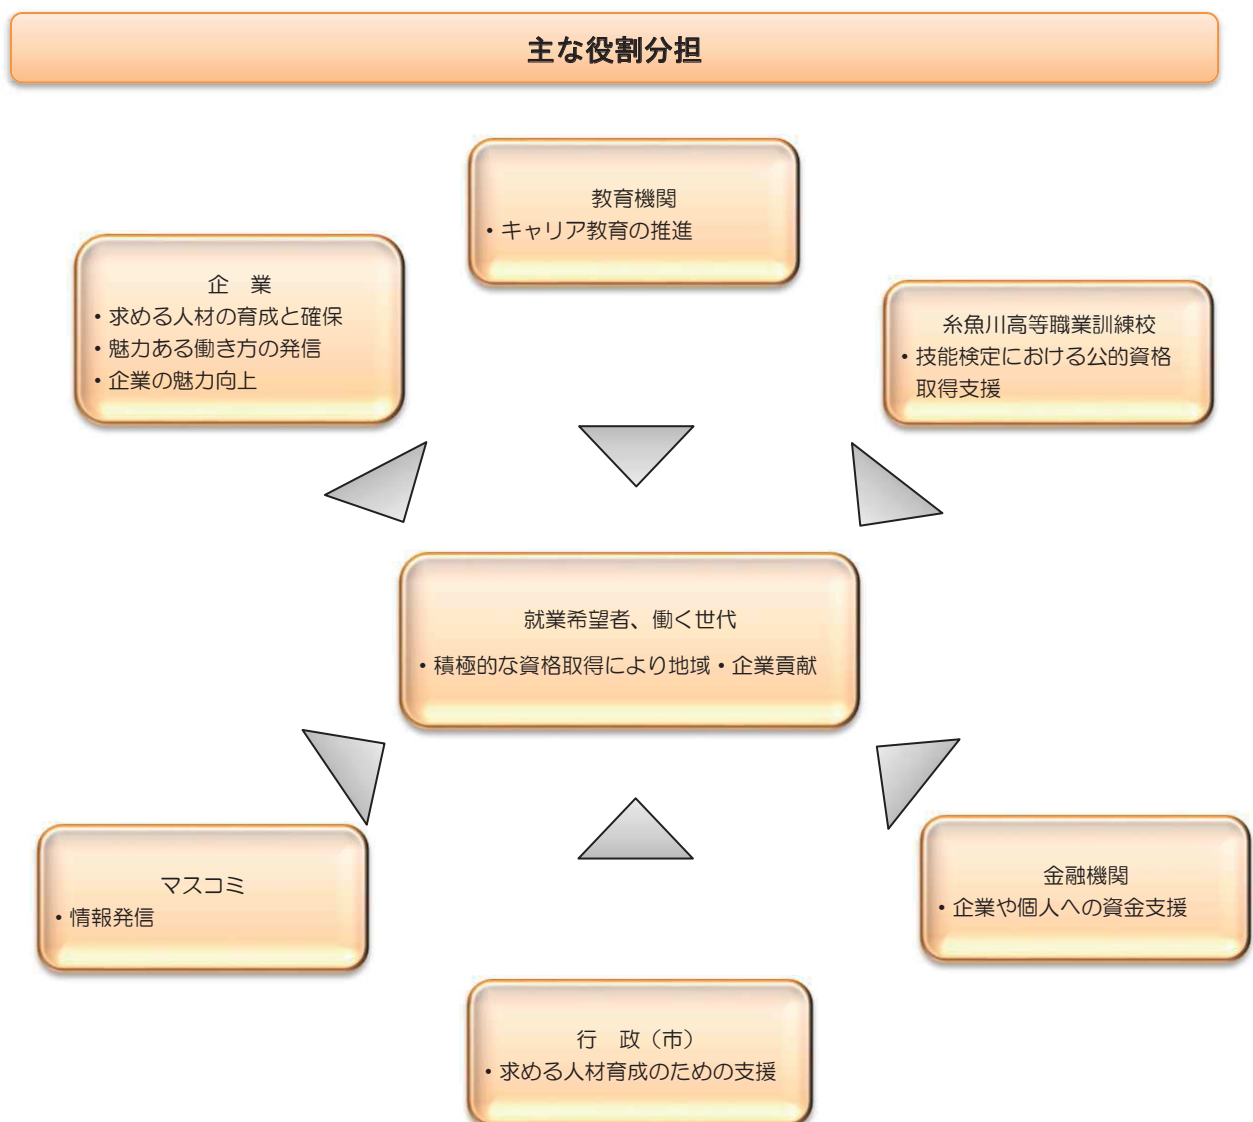 主な役割分担
教育機関
・キャリア教育の推進
企　業
・求める人材の育成と確保
・魅力ある働き方の発信
・企業の魅力向上
糸魚川高等職業訓練校
・技能検定における公的資格
取得支援
就業希望者、働く世代
・積極的な資格取得により地域・企業貢献
マスコミ
・情報発信
金融機関
・企業や個人への資金支援
行　政（市）
・求める人材育成のための支援